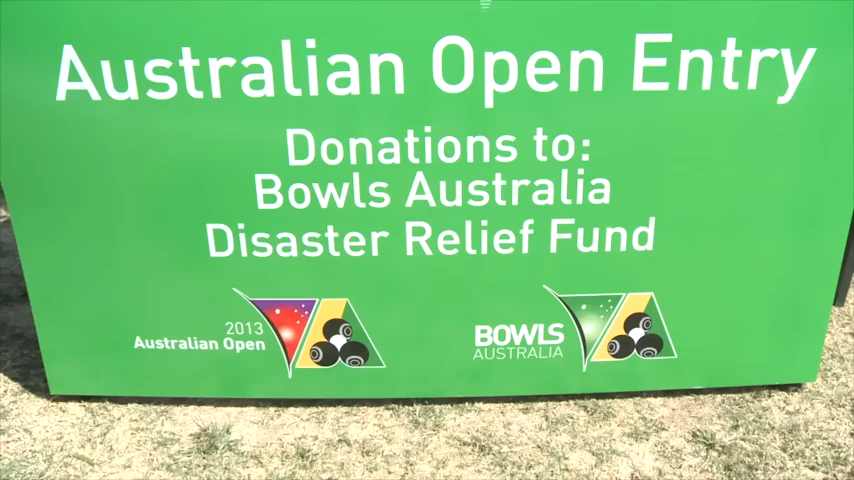 Australian Open Entry
Donations to:
Bowls Australia
Disaster Relief Fund
2013
Australian Open
BOWLS
AUSTRALIA